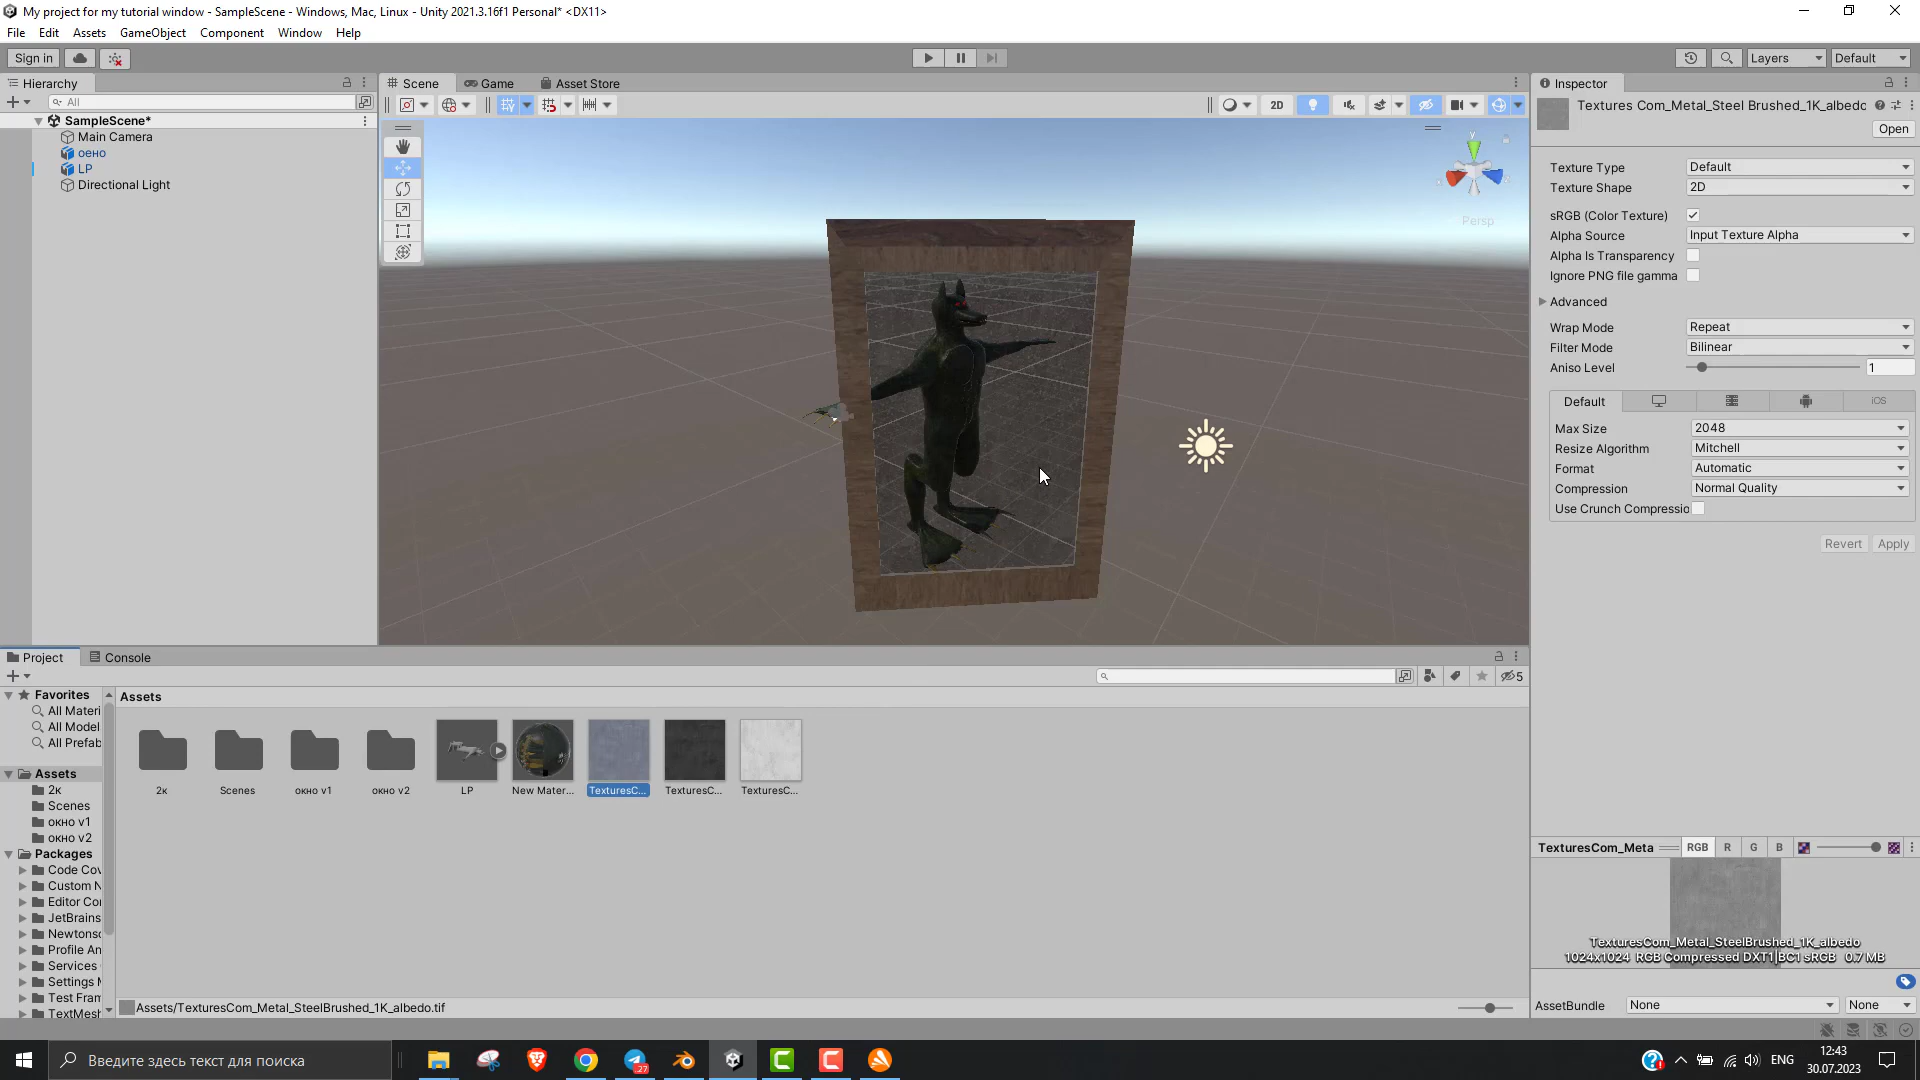 My project for my tutorial window - SampleScene - Windows, Mac, Linux - Unity 2021.3.16f1 Personal* <DX11>
File Edit Assets GameObject Component Window Help
Sign in
Layers
Default
Hierarchy
All
SampleScene*
Main Camera
оено
LP
Directional Light
Scene
Game
Asset Store
2D
y
Persp
Inspector
Textures Com_Metal_Steel Brushed_1K_albedo
Open
Texture Type Default
Texture Shape 2D
sRGB (Color Texture)
Alpha Source Input Texture Alpha
Alpha Is Transparency
Ignore PNG file gamma
Advanced
Wrap Mode Repeat
Filter Mode Bilinear
Aniso Level 1
Default iOS
Max Size 2048
Resize Algorithm Mitchell
Format Automatic
Compression Normal Quality
Use Crunch Compressio
Revert Apply
Project
Console
5
Favorites
All Materi
All Model
All Prefab
Assets
2к
Scenes
окно v1
окно v2
Packages
Code Cov
Custom N
Editor Cor
JetBrains
Newtonso
Profile An
Services
Settings M
Test Fram
TextMesh
Assets
2к
Scenes
окно v1
окно v2
LP
New Mater...
TexturesC...
TexturesC...
TexturesC...
Assets/TexturesCom_Metal_SteelBrushed_1K_albedo.tif
TexturesCom_Meta RGB R G B
TexturesCom_Metal_SteelBrushed_1K_albedo
1024x1024 RGB Compressed DXT1|BC1 sRGB 0.7 MB
AssetBundle None None
Введите здесь текст для поиска
27
ENG
12:43
30.07.2023